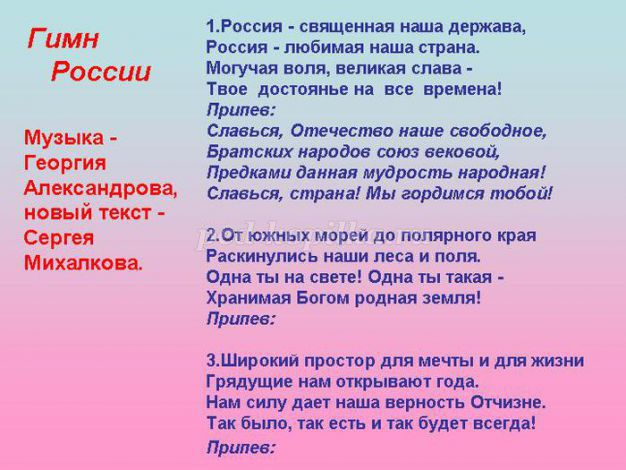 Гимн
России
Музыка -
Георгия
Александрова,
новый текст -
Сергея
Михалкова.
1.Россия - священная наша держава,
Россия - любимая наша страна.
Могучая воля, великая слава -
Твое достоянье на все времена!
Припев:
Славься, Отечество наше свободное,
Братских народов союз вековой,
Предками данная мудрость народная!
Славься, страна! Мы гордимся тобой!
2.От южных морей до полярного края
Раскинулись наши леса и поля.
Одна ты на свете! Одна ты такая -
Хранимая Богом родная земля!
Припев:
3.Широкий простор для мечты и для жизни
Грядущие нам открывают года.
Нам силу дает наша верность Отчизне.
Так было, так есть и так будет всегда!
Припев: